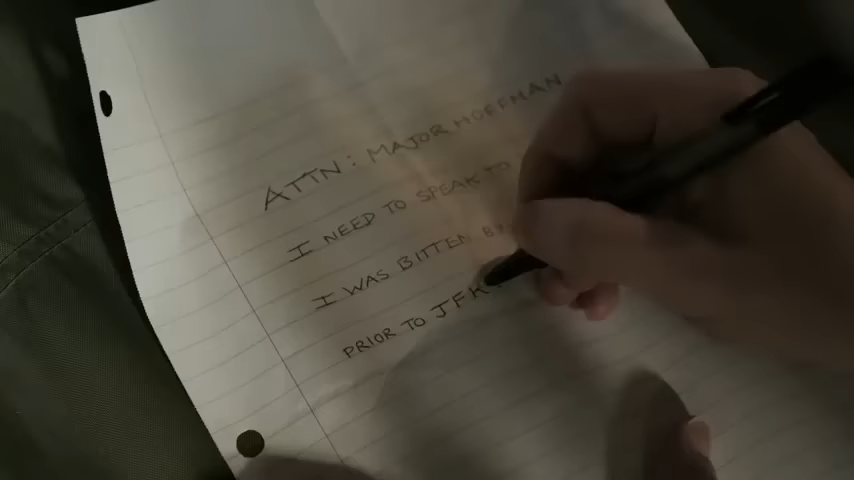 ATTN: MAJOR HOFFMAN
I NEED TO SPEAK TO
I WAS BITTEN
PRIOR TO JFK